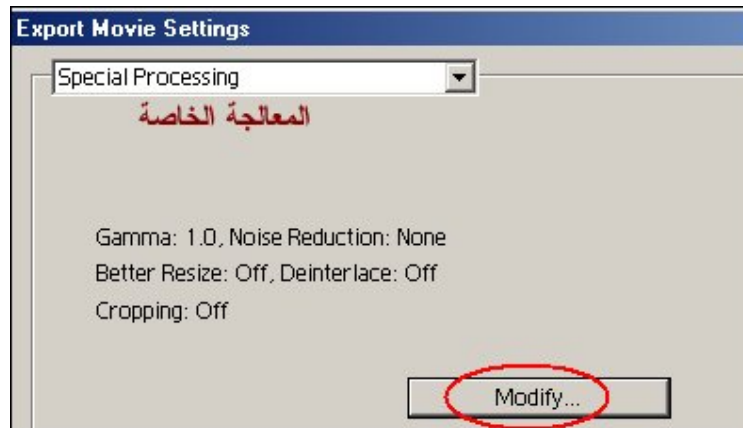 Export Movie Settings
Special Processing
المعالجة الخاصة
Gamma: 1.0, Noise Reduction: None
Better Resize: Off, Deinterlace: Off
Cropping: Off
Modify...